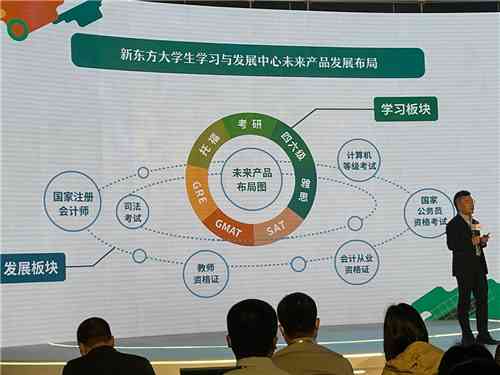 新东方大学生学习与发展中心未来产品发展布局
学习板块
考研
四六级
雅思
SAT
GMAT
GRE
托福
未来产品
布局图
计算机
等级考试
国家注册
会计师
司法
考试
国家
公务员
资格考试
发展板块
教师
资格证
会计从业
资格证